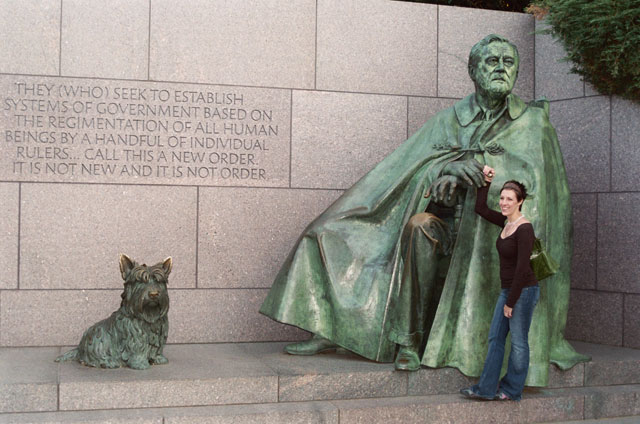 THEY (WHO) SEEK TO ESTABLISH
SYSTEMS OF GOVERNMENT BASED ON
THE REGIMENTATION OF ALL HUMAN
BEINGS BY A HANDFUL OF INDIVIDUAL
RULERS... CALL THIS A NEW ORDER.
IT IS NOT NEW AND IT IS NOT ORDER